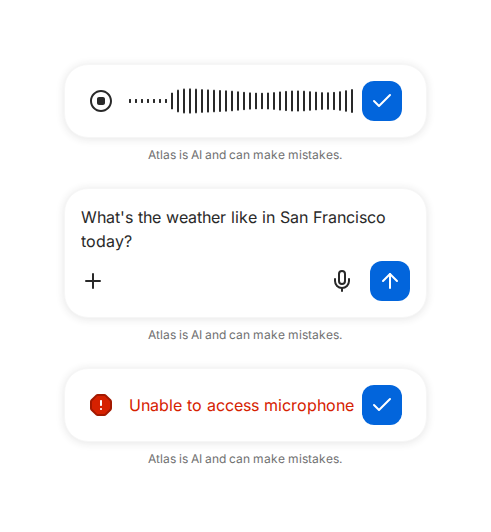 Atlas is AI and can make mistakes.
What's the weather like in San Francisco
today?
Atlas is AI and can make mistakes.
Unable to access microphone
Atlas is AI and can make mistakes.